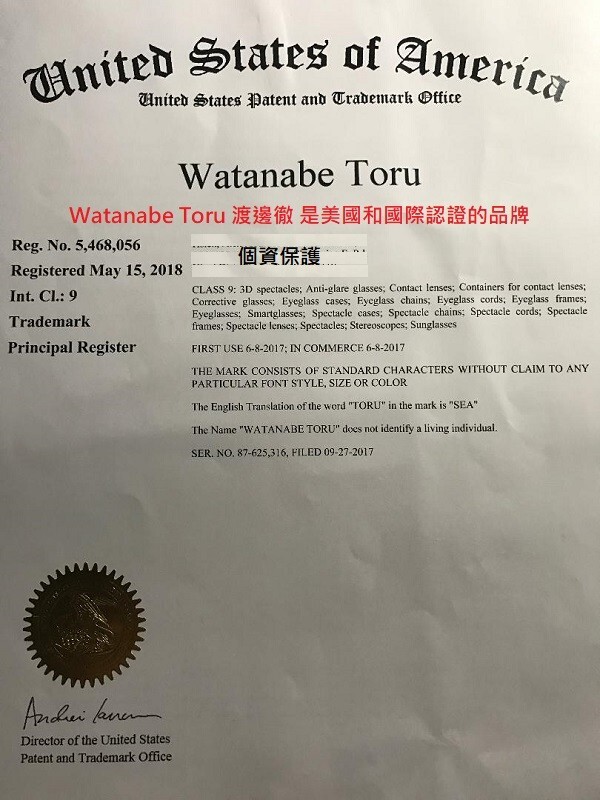 United States of America
United States Patent and Trademark Office
Watanabe Toru
Watanabe Toru 渡邊徹 是美國和國際認證的品牌
Reg. No. 5,468,056
個資保護
Registered May 15, 2018
Int. Cl.: 9
Trademark
Principal Register
CLASS 9: 3D spectacles; Anti-glare glasses; Contact lenses; Containers for contact lenses;
Corrective glasses; Eyeglass cases; Eyeglass chains; Eyeglass cords; Eyeglass frames;
Eyeglasses; Smartglasses; Spectacle cases; Spectacle chains; Spectacle cords; Spectacle
frames; Spectacle lenses; Spectacles; Stereoscopes; Sunglasses
FIRST USE 6-8-2017; IN COMMERCE 6-8-2017
THE MARK CONSISTS OF STANDARD CHARACTERS WITHOUT CLAIM TO ANY
PARTICULAR FONT STYLE, SIZE OR COLOR
The English Translation of the word "TORU" in the mark is "SEA"
The Name "WATANABE TORU" does not identify a living individual.
SER. NO. 87-625,316, FILED 09-27-2017
Director of the United States
Patent and Trademark Office